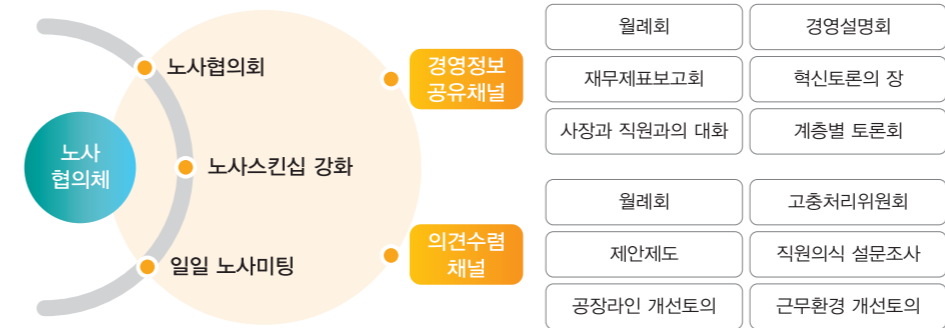 노사
협의체
노사협의회
노사스킨십 강화
일일 노사미팅
경영정보
공유채널
월례회
경영설명회
재무제표보고회
혁신토론의 장
사장과 직원과의 대화
계층별 토론회
의견수렴
채널
월례회
고충처리위원회
제안제도
직원의식 설문조사
공장라인 개선토의
근무환경 개선토의